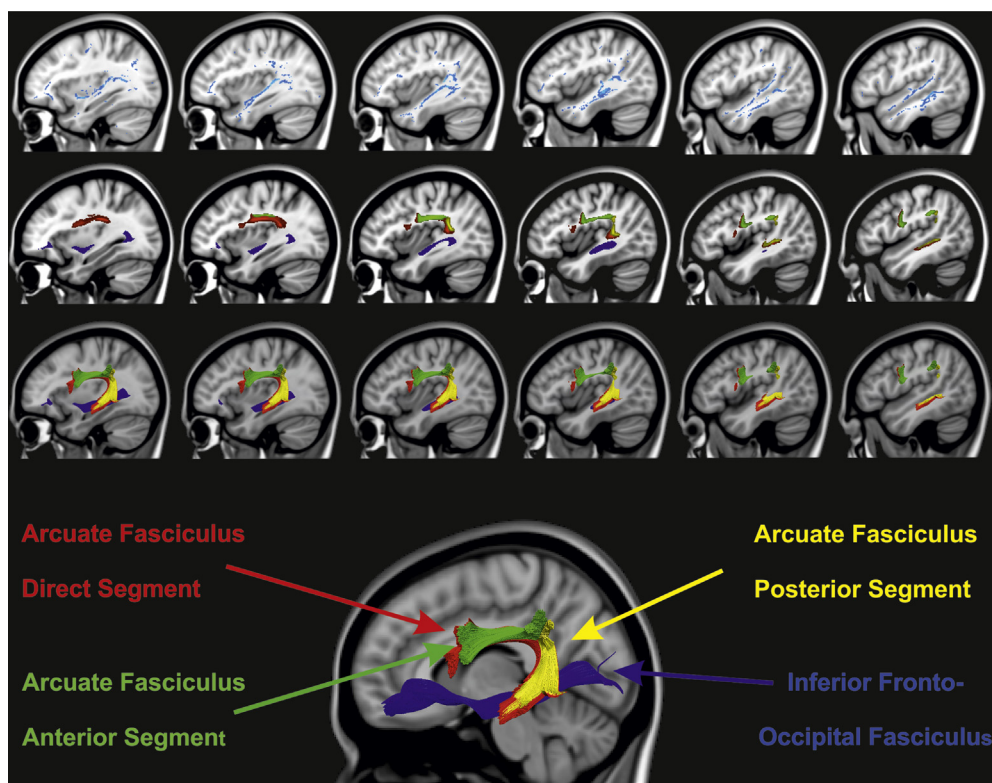 Arcuate Fasciculus
Direct Segment
Arcuate Fasciculus
Anterior Segment
Arcuate Fasciculus
Posterior Segment
Inferior Fronto-
Occipital Fasciculus